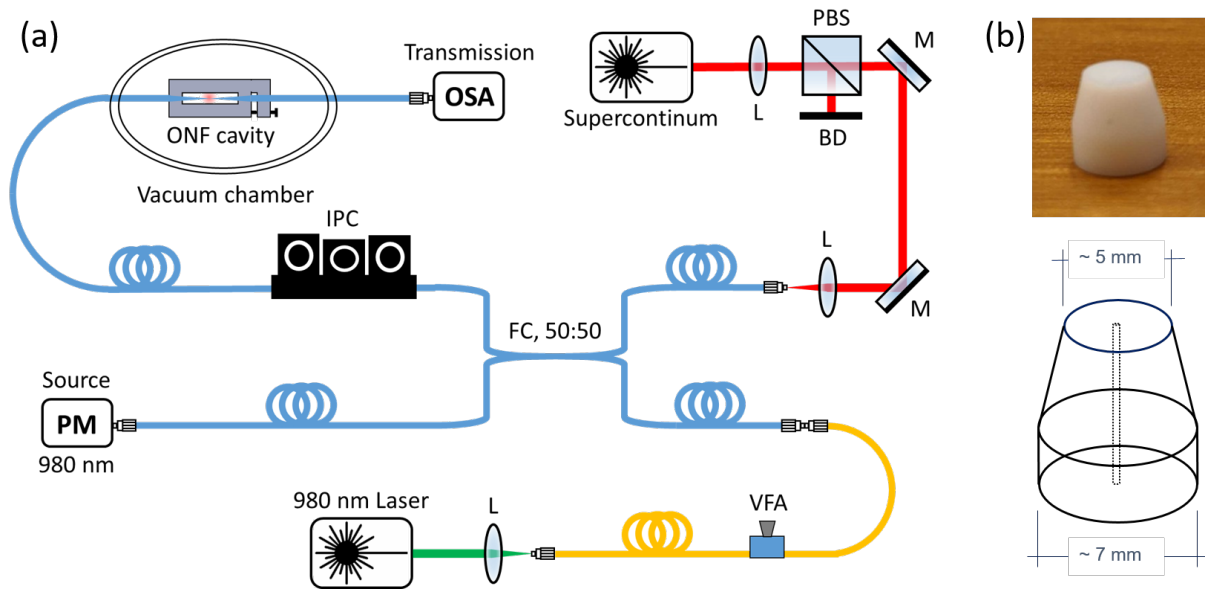 (a)
Transmission
OSA
ONF cavity
Vacuum chamber
IPC
Supercontinum
L
PBS
BD
M
L
M
FC, 50:50
Source
PM
980 nm
980 nm Laser
L
VFA
(b)
~ 5 mm
~ 7 mm